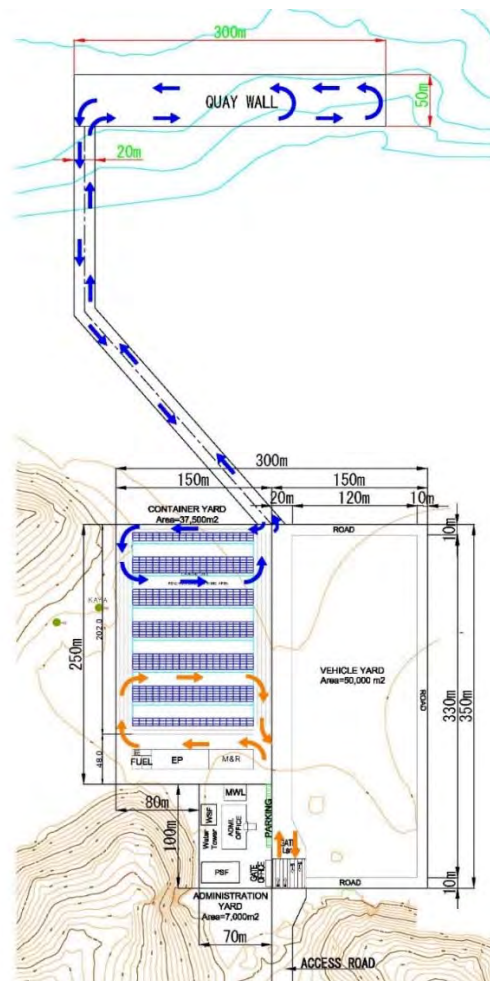 300m
QUAY WALL
50m
20m
300m
150m
150m
CONTAINER YARD
Area=37,500m2
20m
120m
10m
ROAD
10m
KAYA
202.0
250m
VEHICLE YARD
Area=50,000 m2
ROAD
330m
350m
FUEL
EP
M&R
48.0
80m
MWL
100m
Water
Tower
WSF
ADMI.
OFFICE
PARKING
PSF
GATE
OFFICE
ROAD
10m
ADMINISTRATION
YARD
Area=7,000m2
70m
ACCESS ROAD